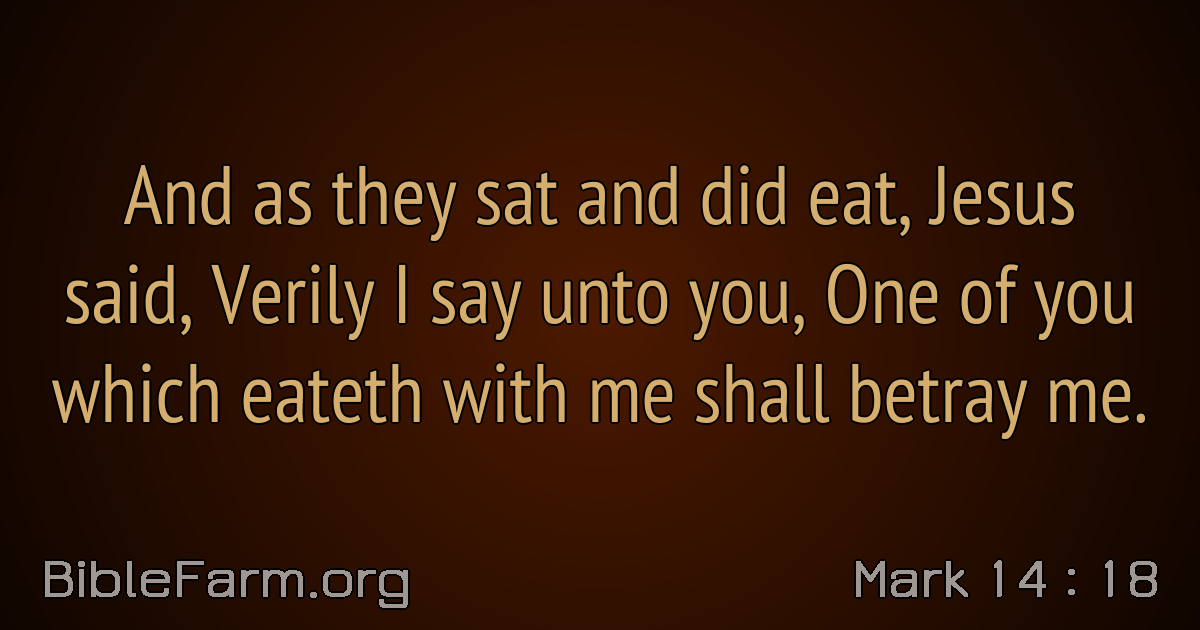 And as they sat and did eat, Jesus
said, Verily I say unto you, One of you
which eateth with me shall betray me.
BibleFarm.org
Mark 14 : 18